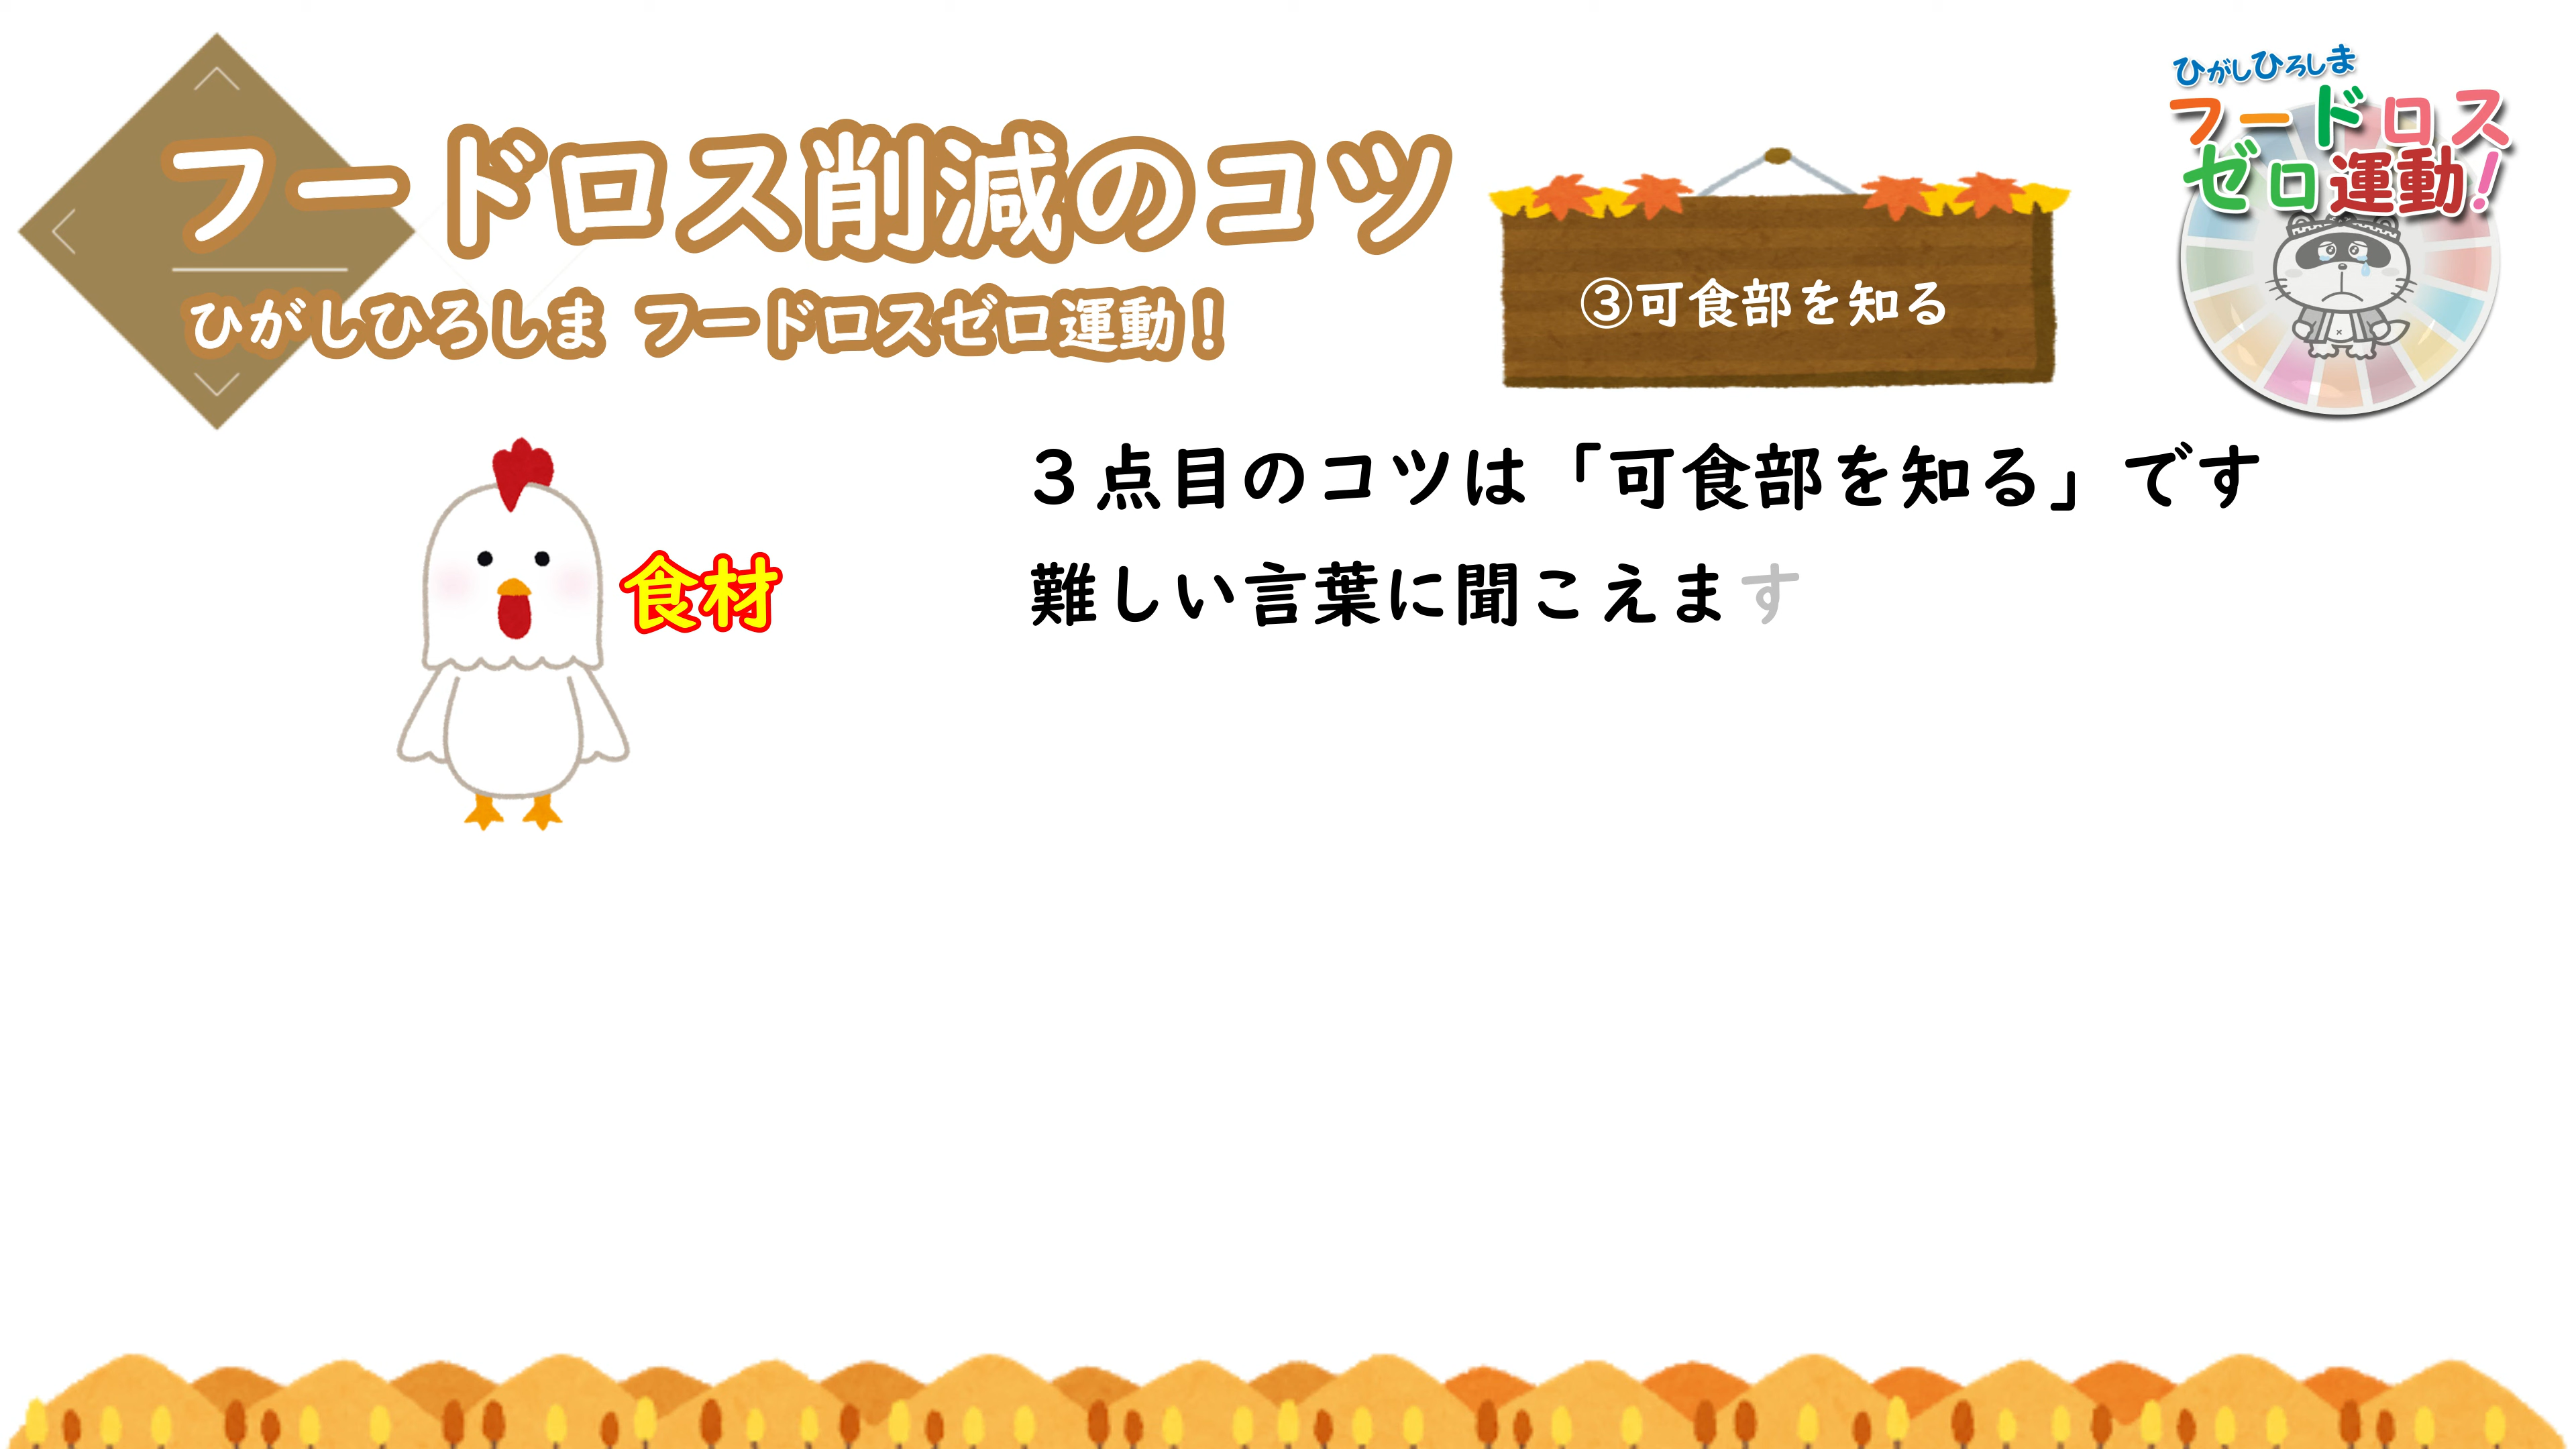 フードロス削減のコツ
ひがしひろしま フードロスゼロ運動！
③可食部を知る
ひがしひろしま
フードロス
ゼロ運動！
３点目のコツは「可食部を知る」です
食材
難しい言葉に聞こえます